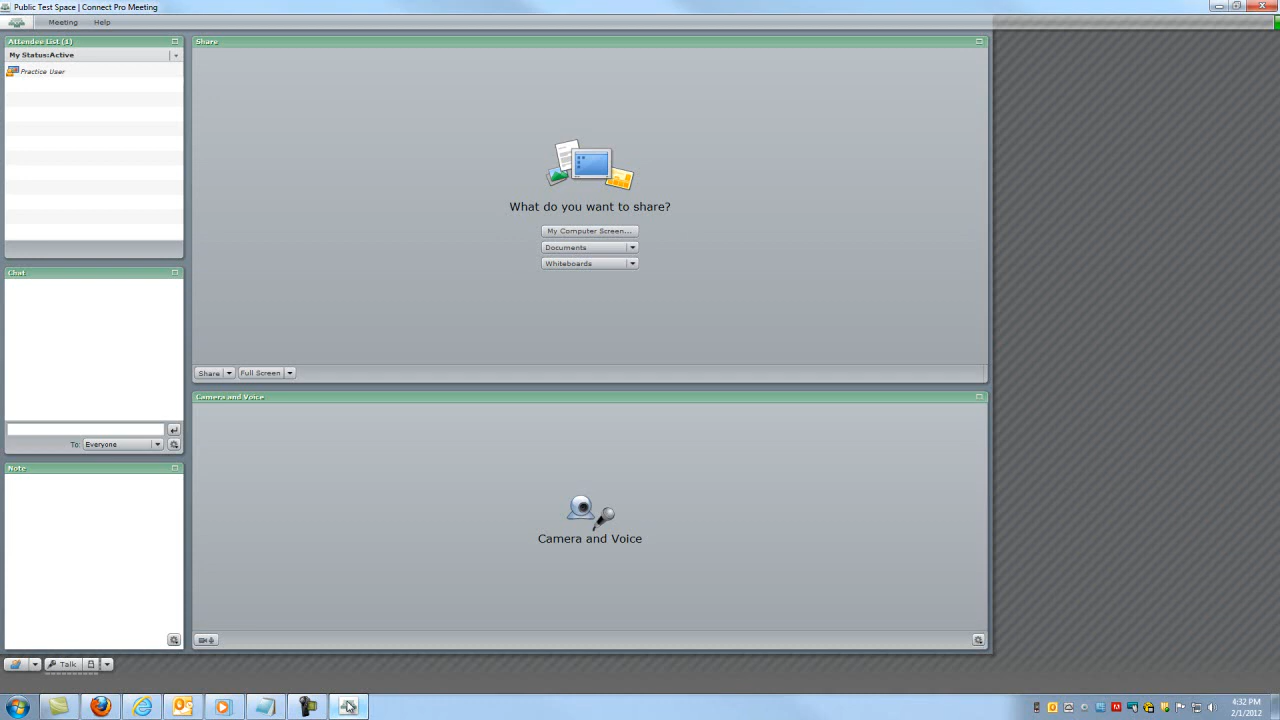 Public Test Space | Connect Pro Meeting
Meeting Help
Attendee List (1)
My Status:Active
Practice User
Share
What do you want to share?
My Computer Screen...
Documents
Whiteboards
Share Full Screen
Chat
To: Everyone
Note
Camera and Voice
Camera and Voice
Talk
4:32 PM
2/1/2012